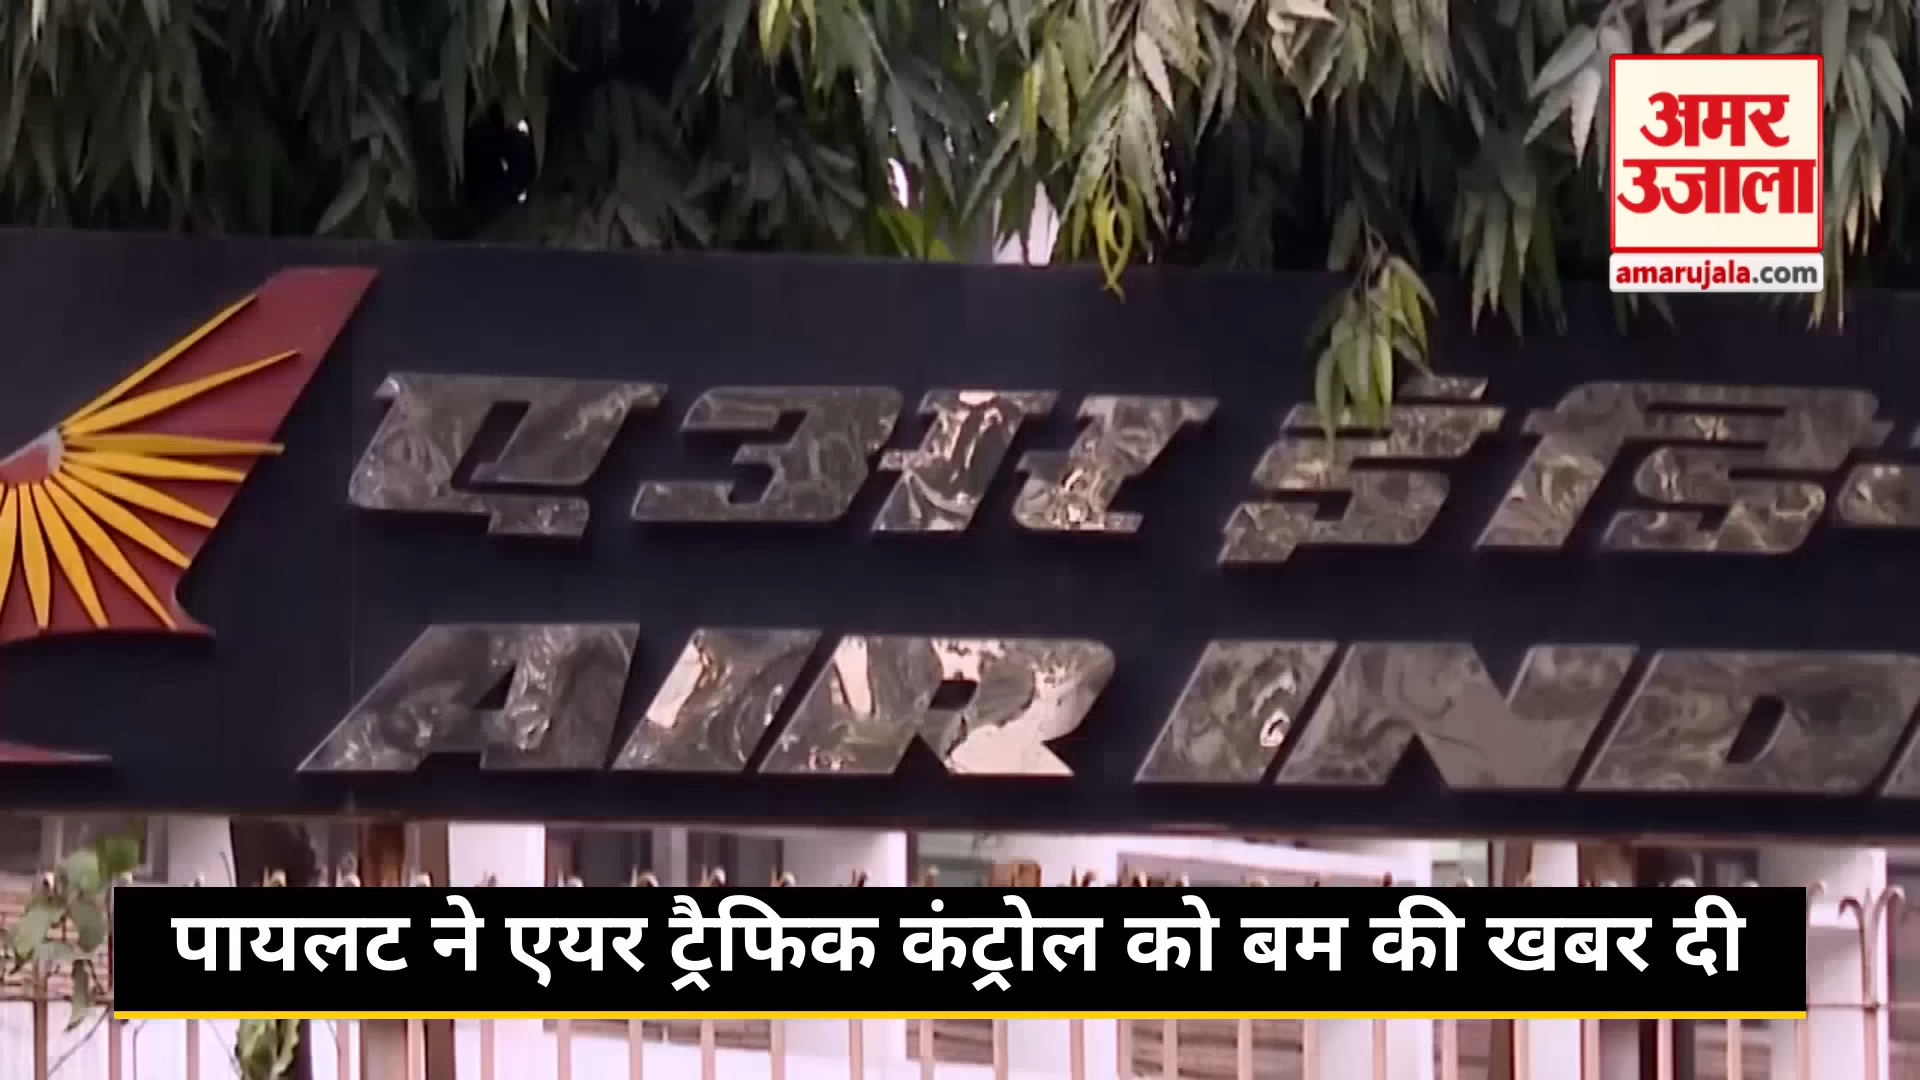 अमर
उजाला
amarujala.com
एअर इंडि
AIR INDI
पायलट ने एयर ट्रैफिक कंट्रोल को बम की खबर दी